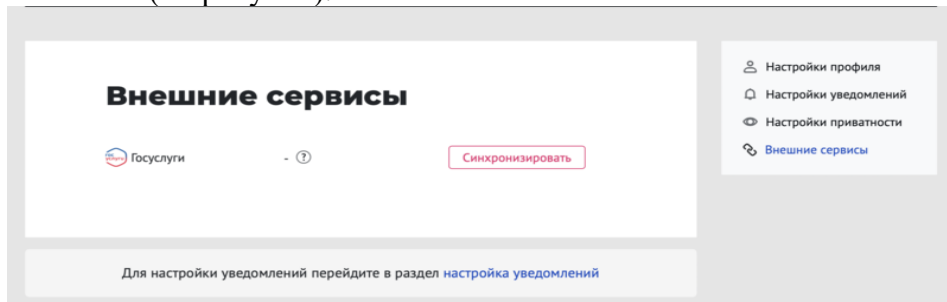 Внешние сервисы
Госуслуги - ? Синхронизировать
Для настройки уведомлений перейдите в раздел настройка уведомлений
Настройки профиля
Настройки уведомлений
Настройки приватности
Внешние сервисы